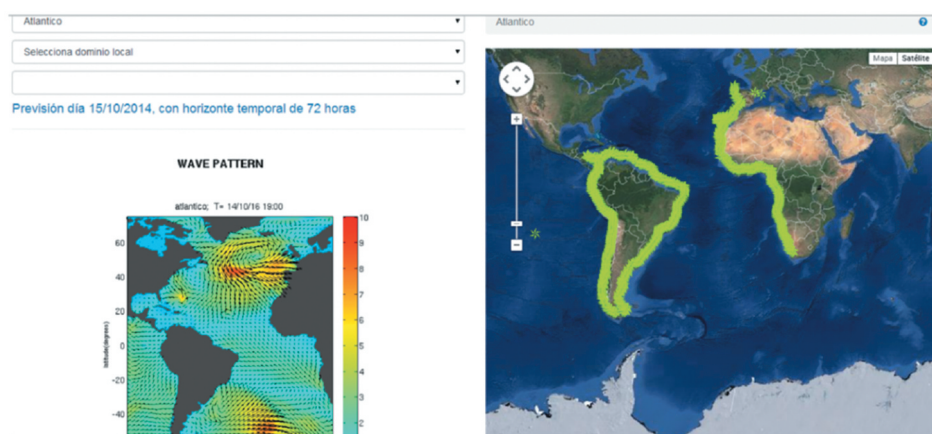 Atlantico
Selecciona dominio local
Previsión día 15/10/2014, con horizonte temporal de 72 horas
WAVE PATTERN
atlantico; T= 14/10/16 19:00
60
40
20
0
-20
-40
latitude(degrees)
10
9
8
7
6
5
4
3
2
Atlantico
?
Mapa
Satélite